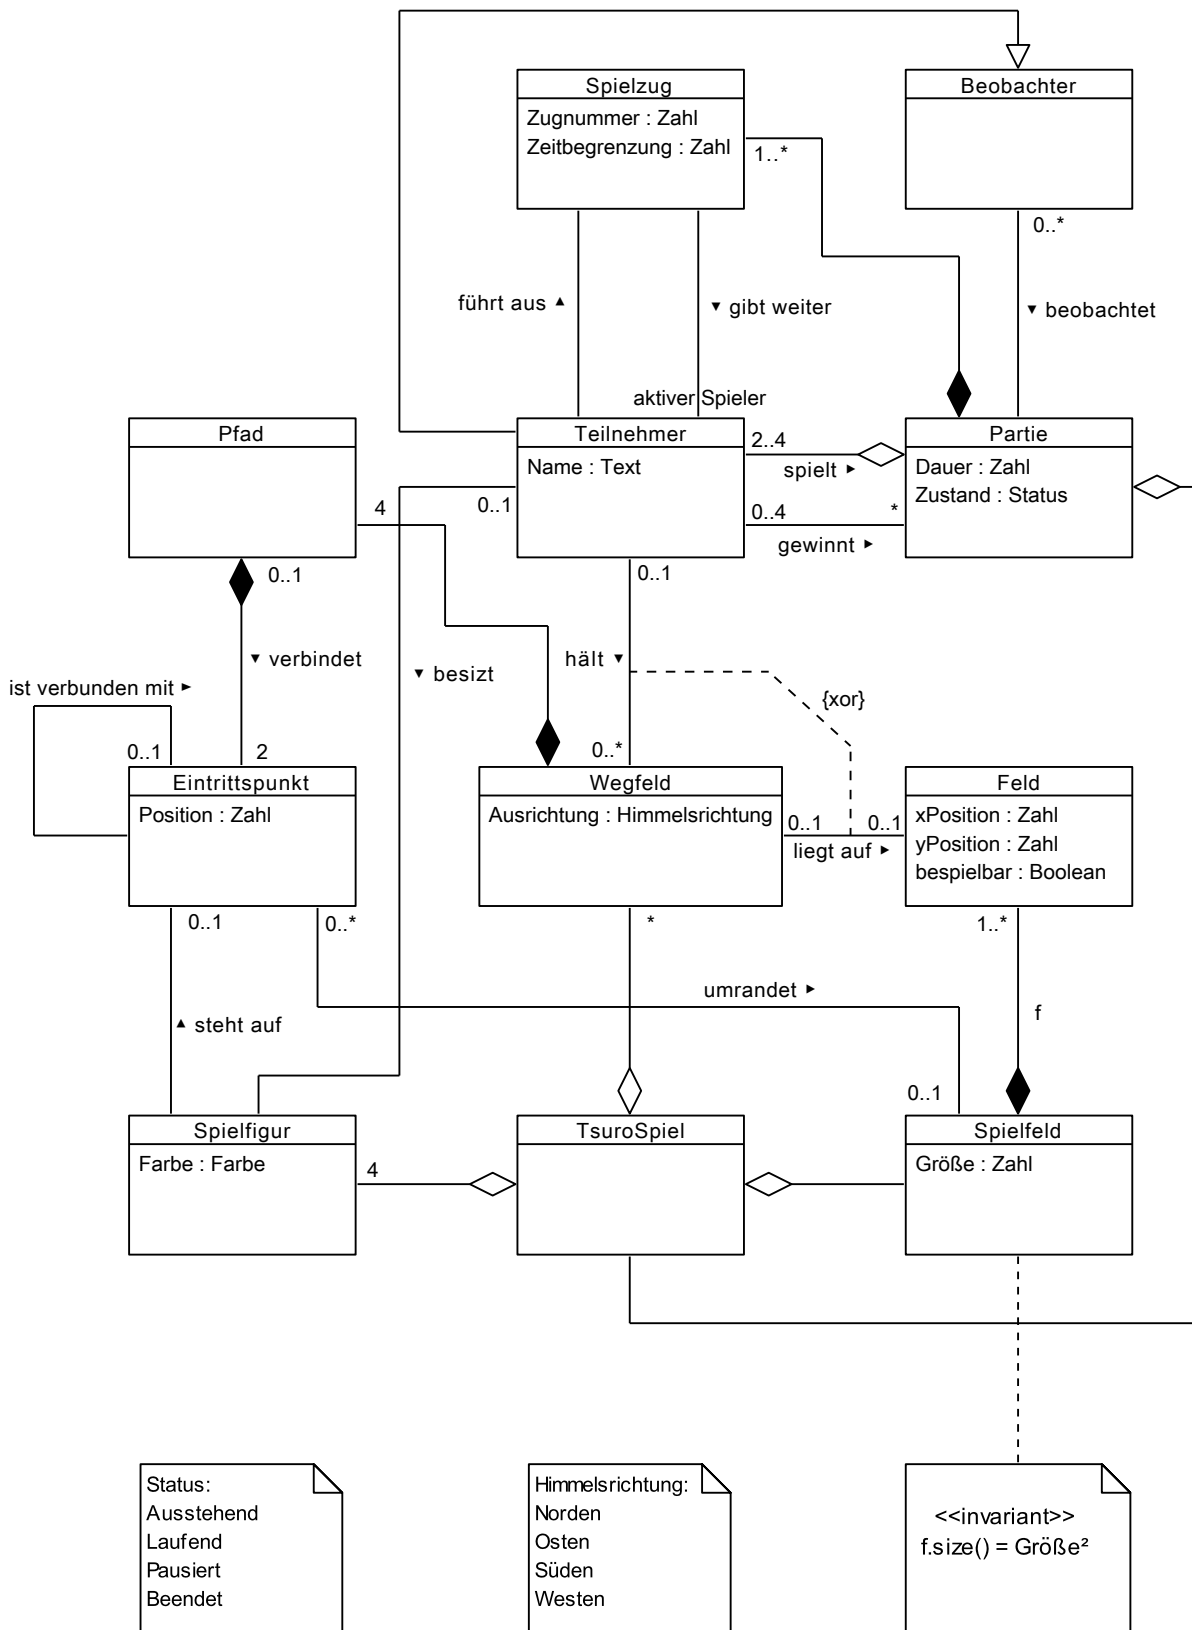 Spielzug
Zugnummer : Zahl
Zeitbegrenzung : Zahl
1..*
Beobachter
0..*
führt aus ▲
▼ gibt weiter
▼ beobachtet
aktiver Spieler
Pfad
4
0..1
Teilnehmer
Name : Text
0..1
2..4
spielt ►
0..4
*
gewinnt ►
0..1
Partie
Dauer : Zahl
Zustand : Status
▼ verbindet
▼ besizt
hält ▼
{xor}
ist verbunden mit ►
0..1
2
0..*
Eintrittspunkt
Position : Zahl
Wegfeld
Ausrichtung : Himmelsrichtung
0..1
0..1
liegt auf ►
Feld
xPosition : Zahl
yPosition : Zahl
bespielbar : Boolean
0..1
0..*
*
1..*
umrandet ►
▲ steht auf
f
0..1
Spielfigur
Farbe : Farbe
4
TsuroSpiel
Spielfeld
Größe : Zahl
Status:
Ausstehend
Laufend
Pausiert
Beendet
Himmelsrichtung:
Norden
Osten
Süden
Westen
<<invariant>>
f.size() = Größe²